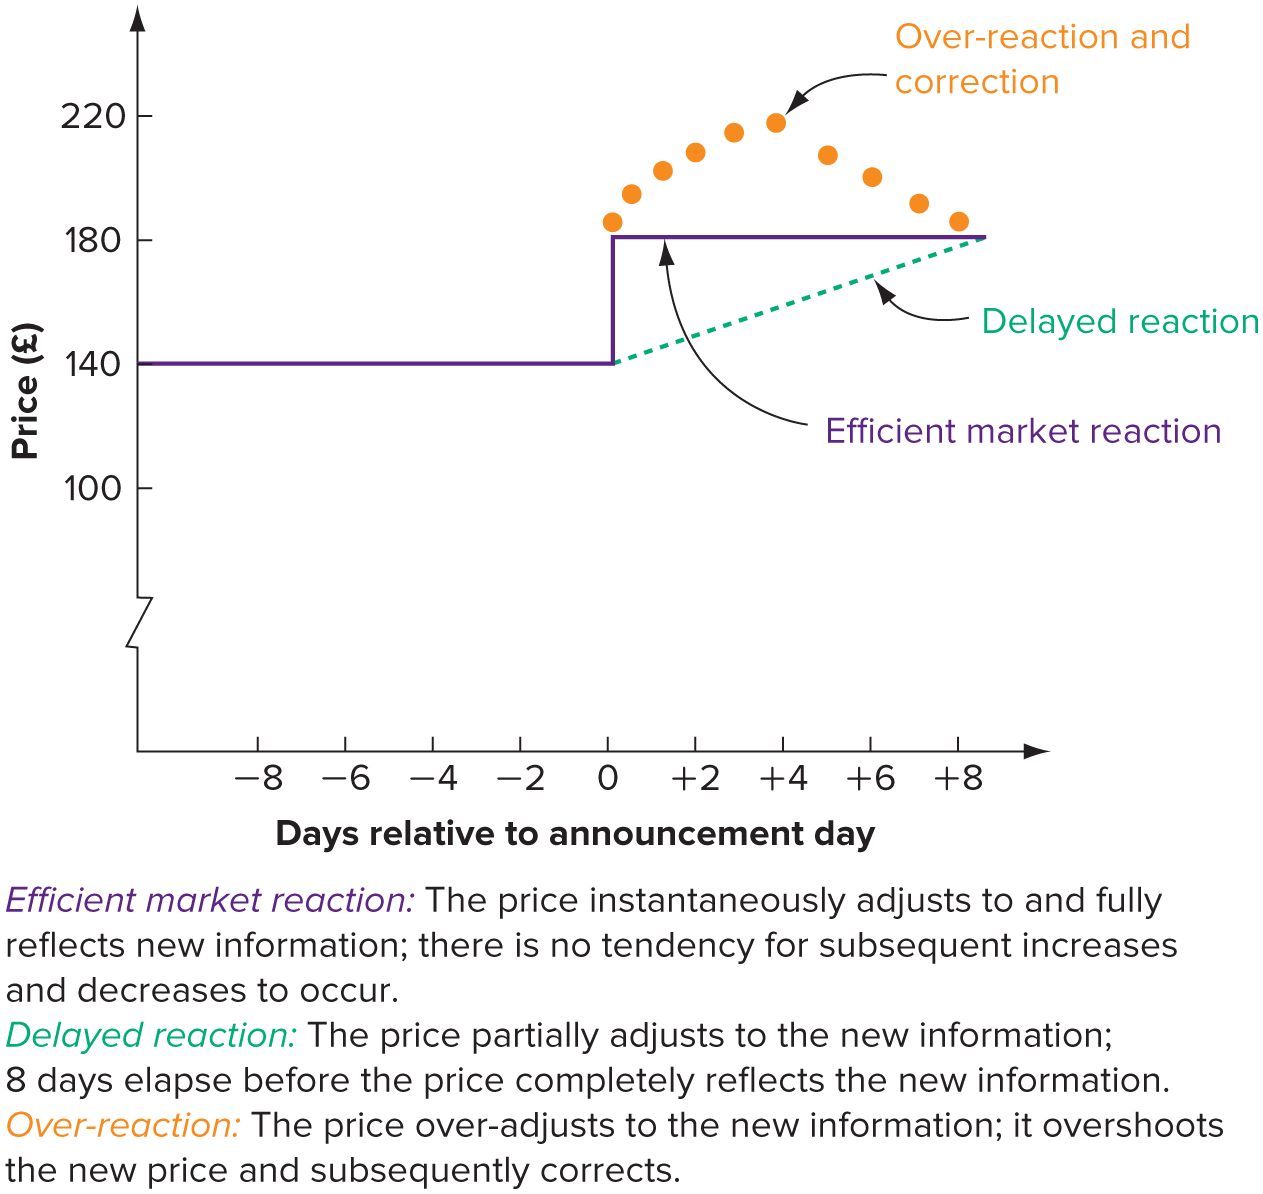 Over-reaction and
correction
220
180
Delayed reaction
140
Efficient market reaction
100
Price (£)
−8 −6 −4 −2 0 +2 +4 +6 +8
Days relative to announcement day
Efficient market reaction: The price instantaneously adjusts to and fully
reflects new information; there is no tendency for subsequent increases
and decreases to occur.
Delayed reaction: The price partially adjusts to the new information;
8 days elapse before the price completely reflects the new information.
Over-reaction: The price over-adjusts to the new information; it overshoots
the new price and subsequently corrects.